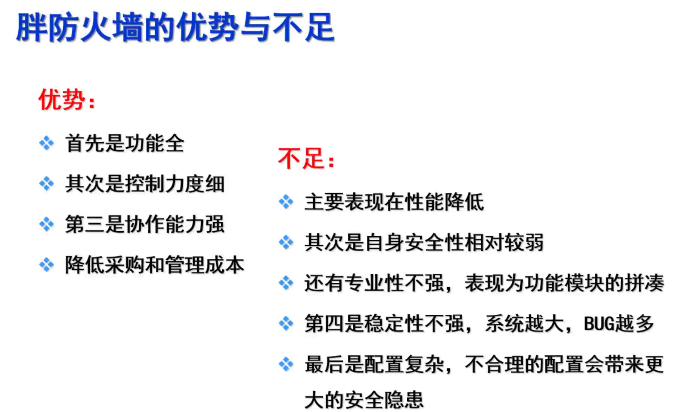 胖防火墙的优势与不足
优势：
首先是功能全
其次是控制力度细
第三是协作能力强
降低采购和管理成本
不足：
主要表现在性能降低
其次是自身安全性相对较弱
还有专业性不强，表现为功能模块的拼凑
第四是稳定性不强，系统越大，BUG越多
最后是配置复杂，不合理的配置会带来更
大的安全隐患